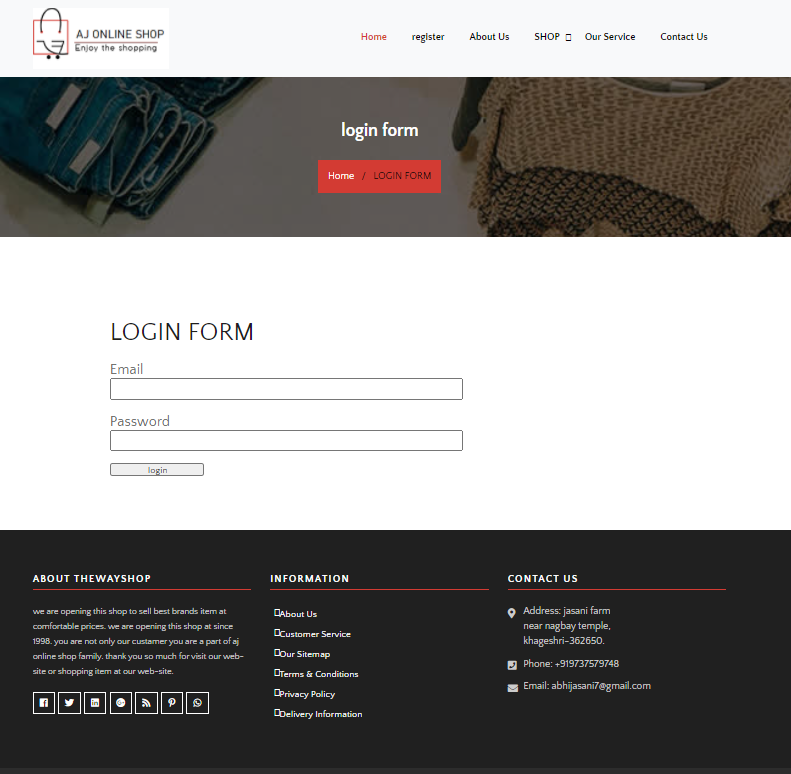 AJ ONLINE SHOP
Enjoy the shopping
Home register About Us SHOP Our Service Contact Us
login form
Home / LOGIN FORM
LOGIN FORM
Email
Password
login
ABOUT THEWAYSHOP
we are opening this shop to sell best brands item at
comfortable prices. we are opening this shop at since
1998. you are not only our custamer you are a part of aj
online shop family. thank you so much for visit our web-
site or shopping item at our web-site.
INFORMATION
About Us
Customer Service
Our Sitemap
Terms & Conditions
Privacy Policy
Delivery Information
CONTACT US
Address: jasani farm
near nagbay temple,
khageshri-362650.
Phone: +919737579748
Email: abhijasani7@gmail.com